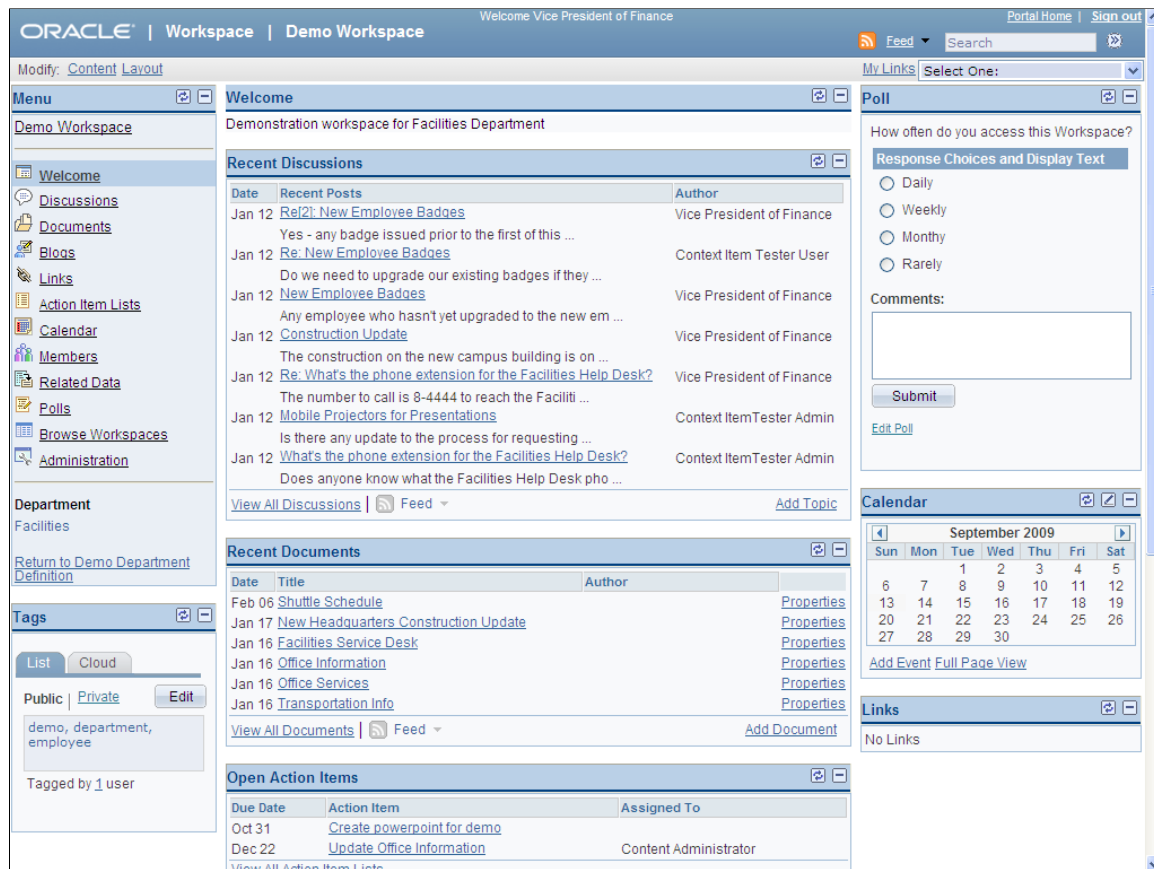 Welcome Vice President of Finance
Portal Home | Sign out
ORACLE | Workspace | Demo Workspace
Feed
Search
Modify: Content Layout
My Links Select One:
Menu
Demo Workspace
Welcome
Discussions
Documents
Blogs
Links
Action Item Lists
Calendar
Members
Related Data
Polls
Browse Workspaces
Administration
Department
Facilities
Return to Demo Department
Definition
Tags
List Cloud
Public | Private Edit
demo, department,
employee
Tagged by 1 user
Welcome
Demonstration workspace for Facilities Department
Recent Discussions
Date Recent Posts Author
Jan 12 Re[2]: New Employee Badges Vice President of Finance
Yes - any badge issued prior to the first of this ...
Jan 12 Re: New Employee Badges Context Item Tester User
Do we need to upgrade our existing badges if they ...
Jan 12 New Employee Badges Vice President of Finance
Any employee who hasn't yet upgraded to the new em ...
Jan 12 Construction Update Vice President of Finance
The construction on the new campus building is on ...
Jan 12 Re: What's the phone extension for the Facilities Help Desk? Vice President of Finance
The number to call is 8-4444 to reach the Faciliti ...
Jan 12 Mobile Projectors for Presentations Context ItemTester Admin
Is there any update to the process for requesting ...
Jan 12 What's the phone extension for the Facilities Help Desk? Context ItemTester Admin
Does anyone know what the Facilities Help Desk pho ...
View All Discussions | Feed Add Topic
Recent Documents
Date Title Author
Feb 06 Shuttle Schedule Properties
Jan 17 New Headquarters Construction Update Properties
Jan 16 Facilities Service Desk Properties
Jan 16 Office Information Properties
Jan 16 Office Services Properties
Jan 16 Transportation Info Properties
View All Documents | Feed Add Document
Open Action Items
Due Date Action Item Assigned To
Oct 31 Create powerpoint for demo
Dec 22 Update Office Information Content Administrator
View All Action Item Lists
Poll
How often do you access this Workspace?
Response Choices and Display Text
Daily
Weekly
Monthy
Rarely
Comments:
Submit
Edit Poll
Calendar
September 2009
Sun Mon Tue Wed Thu Fri Sat
1 2 3 4 5
6 7 8 9 10 11 12
13 14 15 16 17 18 19
20 21 22 23 24 25 26
27 28 29 30
Add Event Full Page View
Links
No Links